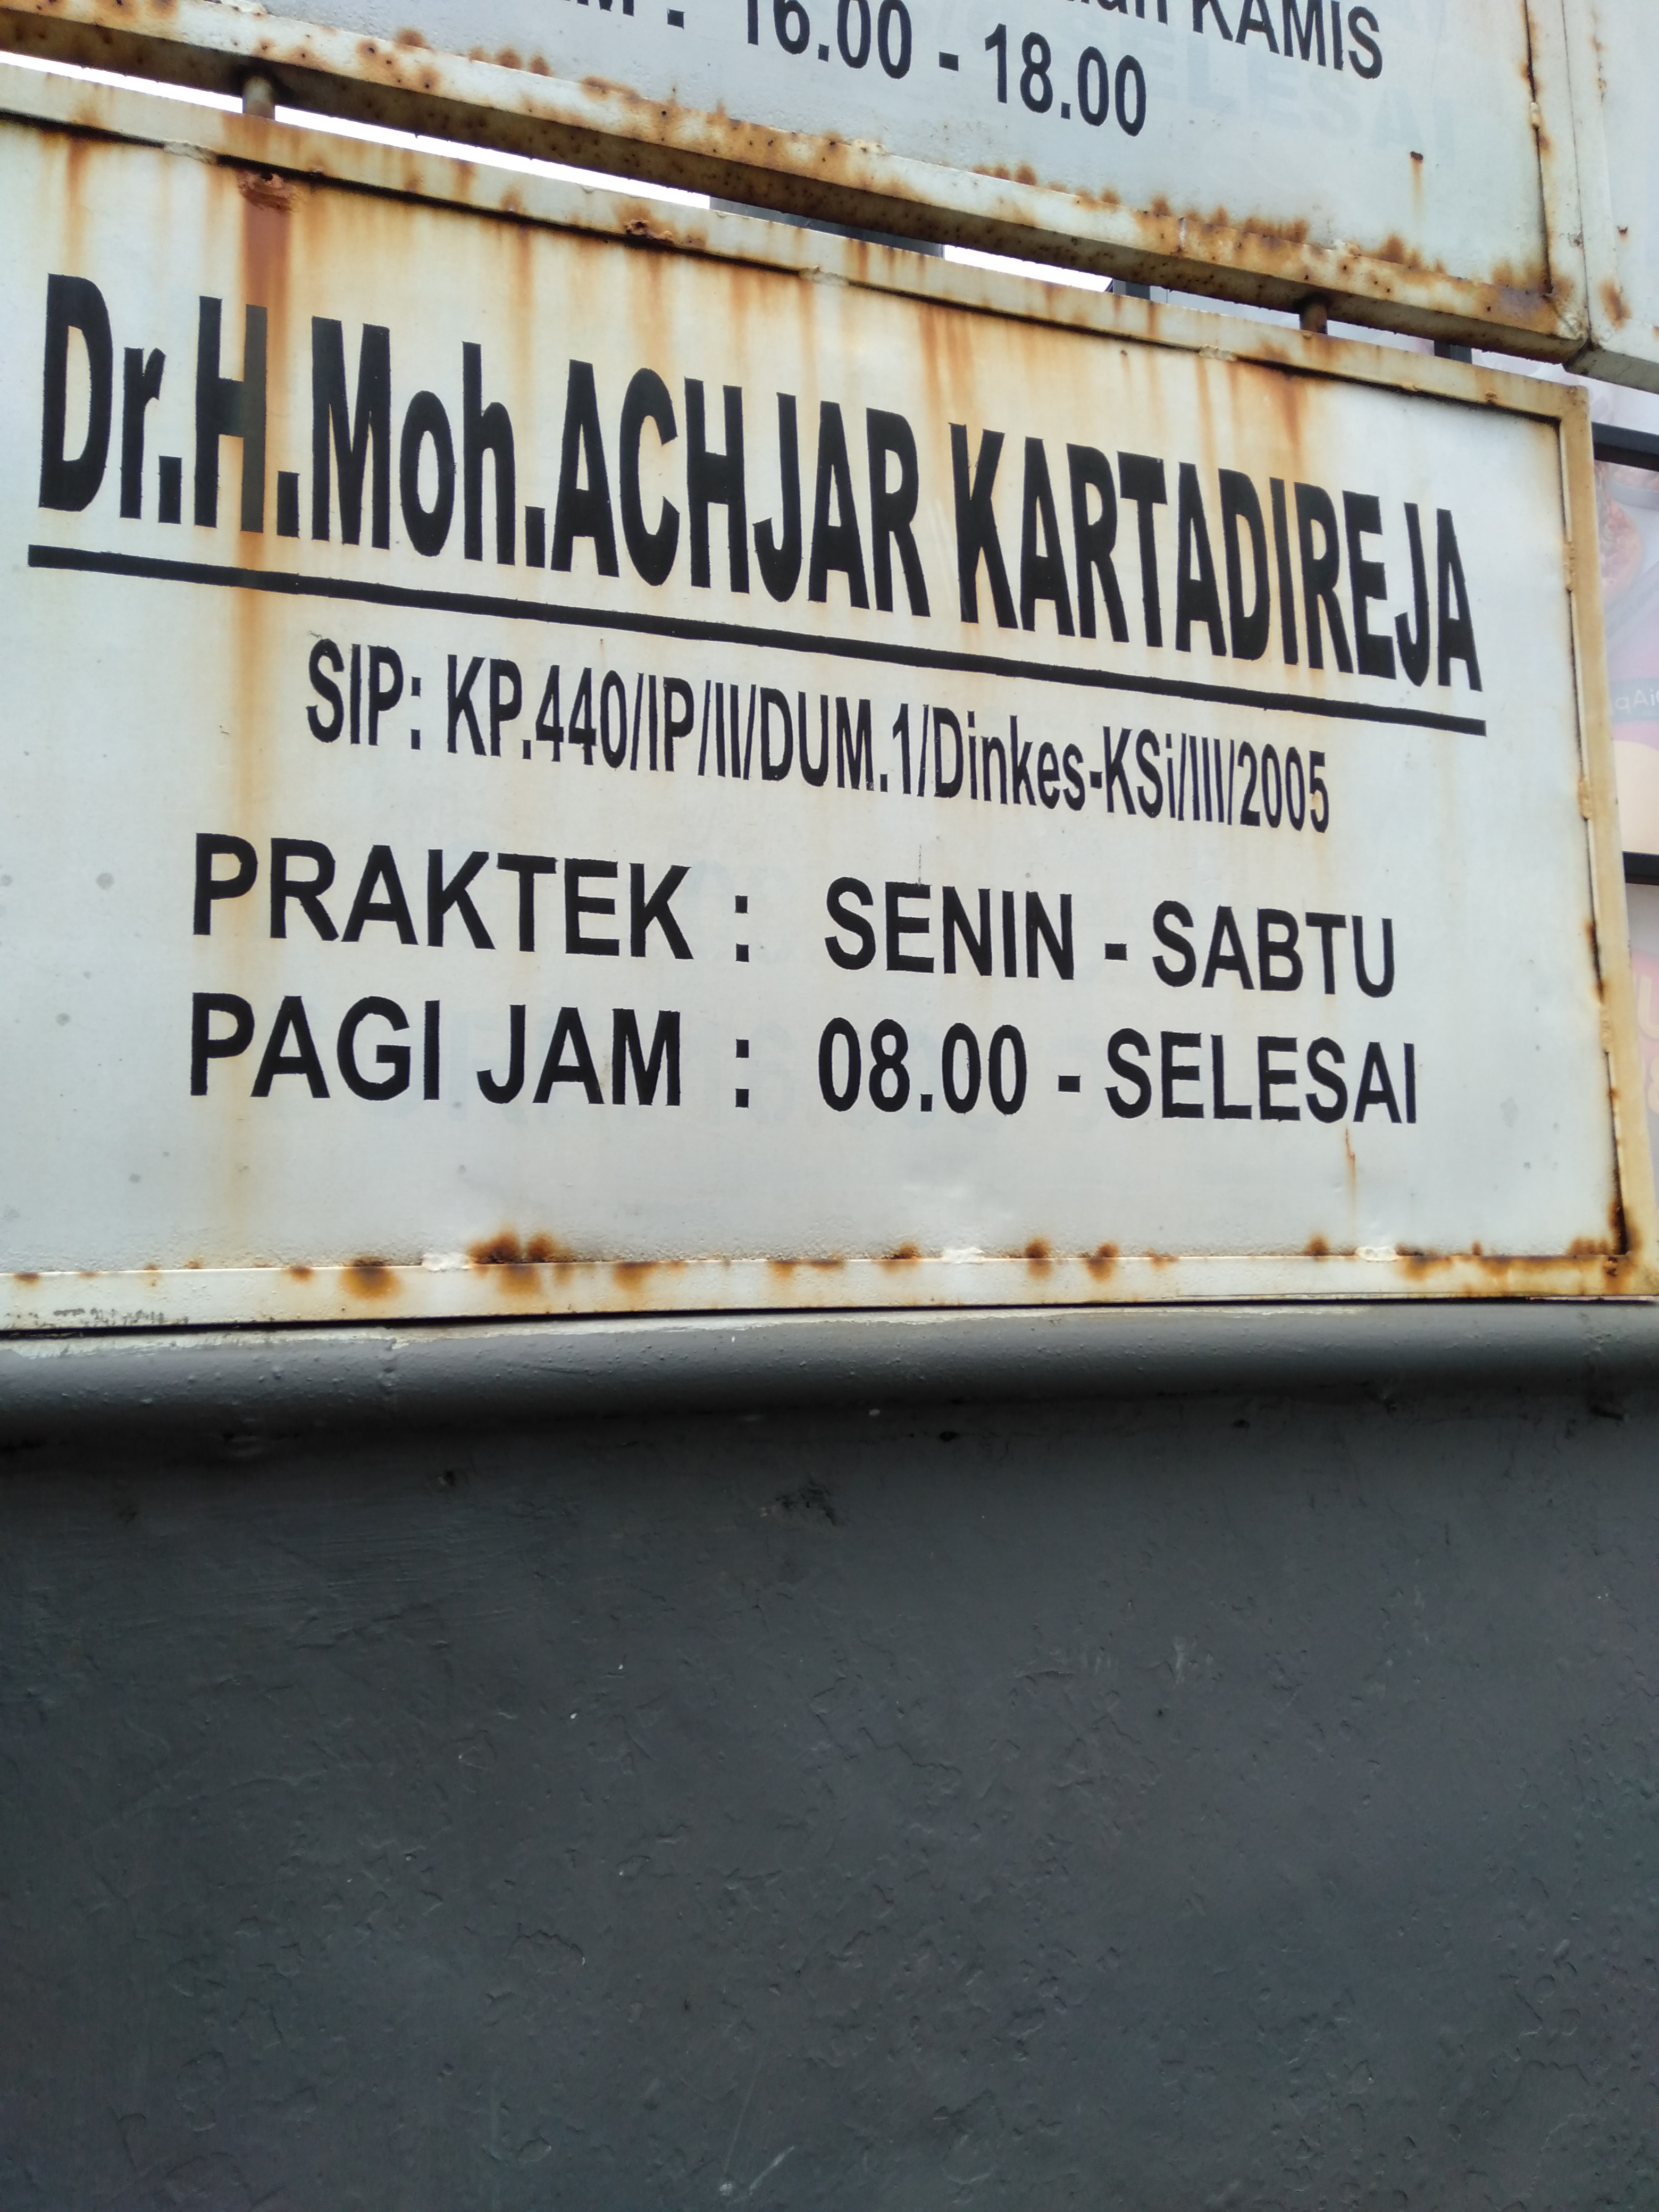 KAMIS
16.00 - 18.00
Dr.H.Moh.ACHJAR KARTADIREJA
SIP: KP.440/IP/II/DUM.1/Dinkes-KSi/III/2005
PRAKTEK : SENIN - SABTU
PAGI JAM : 08.00 - SELESAI